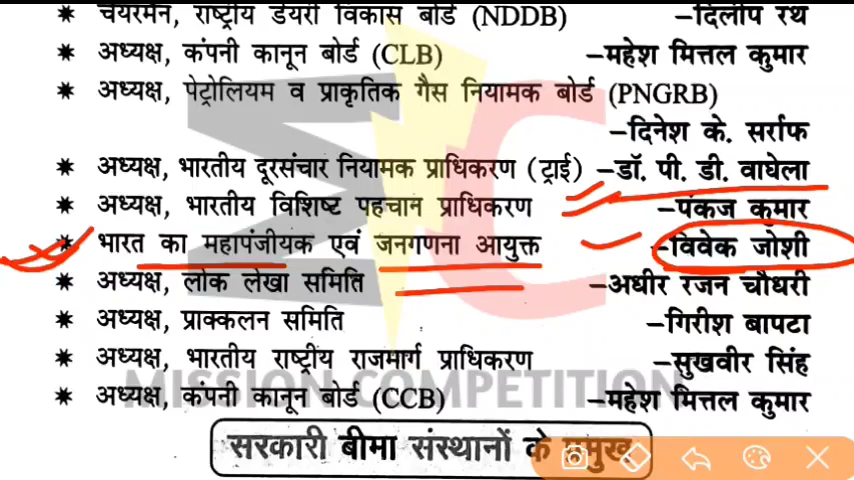 * चेयरमैन, राष्ट्रीय डेयरी विकास बोर्ड (NDDB) –दिलीप रथ
* अध्यक्ष, कंपनी कानून बोर्ड (CLB) –महेश मित्तल कुमार
* अध्यक्ष, पेट्रोलियम व प्राकृतिक गैस नियामक बोर्ड (PNGRB)
–दिनेश के. सर्राफ
* अध्यक्ष, भारतीय दूरसंचार नियामक प्राधिकरण (ट्राई) –डॉ. पी. डी. वाघेला
* अध्यक्ष, भारतीय विशिष्ट पहचान प्राधिकरण –पंकज कुमार
* भारत का महापंजीयक एवं जनगणना आयुक्त –विवेक जोशी
* अध्यक्ष, लोक लेखा समिति –अधीर रजन चौधरी
* अध्यक्ष, प्राक्कलन समिति –गिरीश बापटा
* अध्यक्ष, भारतीय राष्ट्रीय राजमार्ग प्राधिकरण –सुखवीर सिंह
MISSION COMPETITION
* अध्यक्ष, कंपनी कानून बोर्ड (CCB) –महेश मित्तल कुमार
सरकारी बीमा संस्थानों के प्रमुख